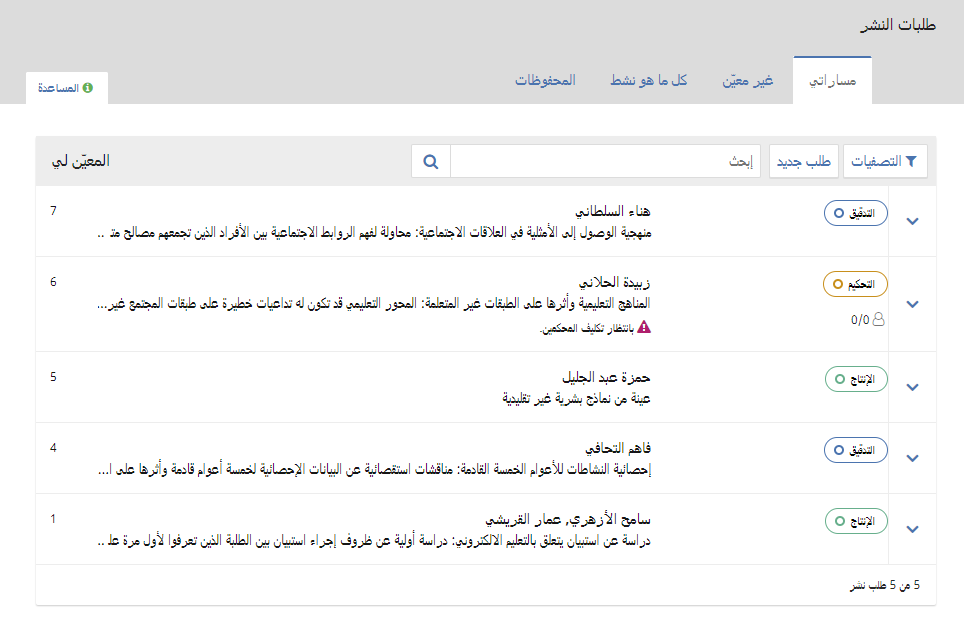 طلبات النشر
مساراتي
غير معيّن
كل ما هو نشط
المحفوظات
المساعدة
التصفيات
طلب جديد
إبحث
المعيّن لي
التدقيق
هناء السلطاني
منهجية الوصول إلى الأمثلية في العلاقات الاجتماعية: محاولة لفهم الروابط الاجتماعية بين الأفراد الذين تجمعهم مصالح مت ..
7
التحكيم
0/0
زبيدة الحلاني
المناهج التعليمية وأثرها على الطبقات غير المتعلمة: المحور التعليمي قد تكون له تداعيات خطيرة على طبقات المجتمع غير...
بانتظار تكليف المحكمين.
6
الإنتاج
حمزة عبد الجليل
عينة من نماذج بشرية غير تقليدية
5
التدقيق
فاهم التحافي
إحصائية النشاطات للأعوام الخمسة القادمة: مناقشات استقصائية عن البيانات الإحصائية لخمسة أعوام قادمة وأثرها على ا...
4
الإنتاج
سامح الأزهري, عمار القريشي
دراسة عن استبيان يتعلق بالتعليم الالكتروني: دراسة أولية عن ظروف إجراء استبيان بين الطلبة الذين تعرفوا لأول مرة عل ..
1
5 من 5 طلب نشر